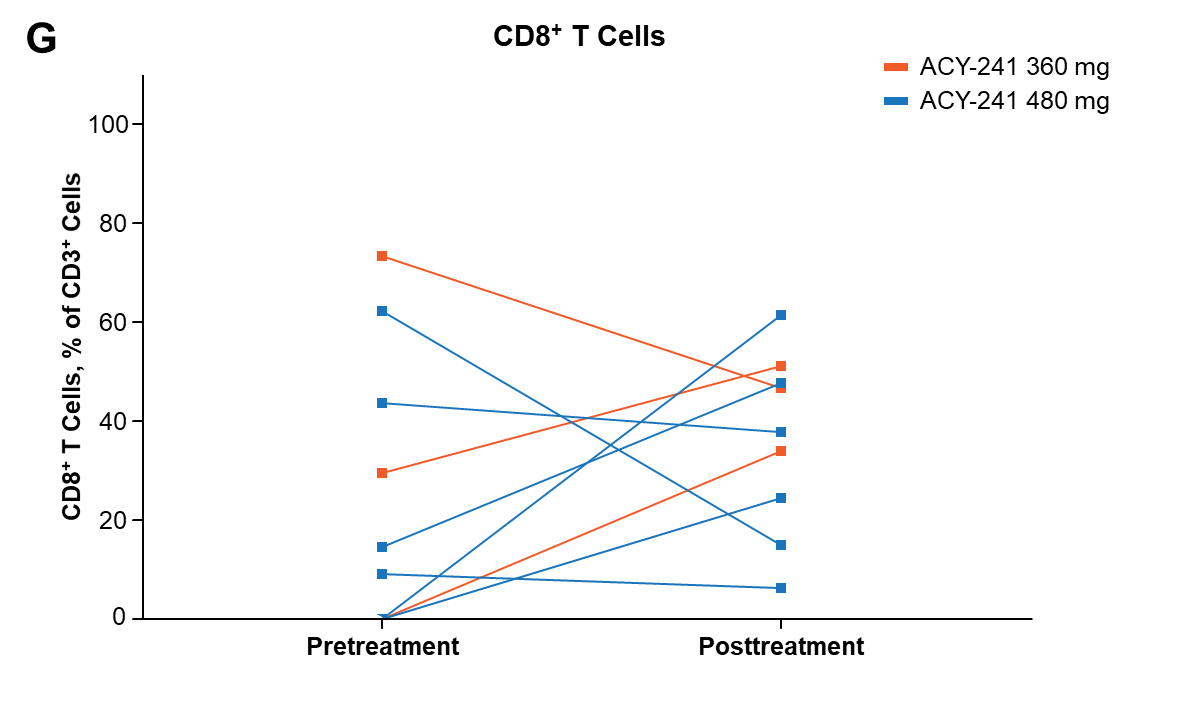 G
CD8⁺ T Cells
ACY-241 360 mg
ACY-241 480 mg
CD8⁺ T Cells, % of CD3⁺ Cells
100
80
60
40
20
0
Pretreatment
Posttreatment